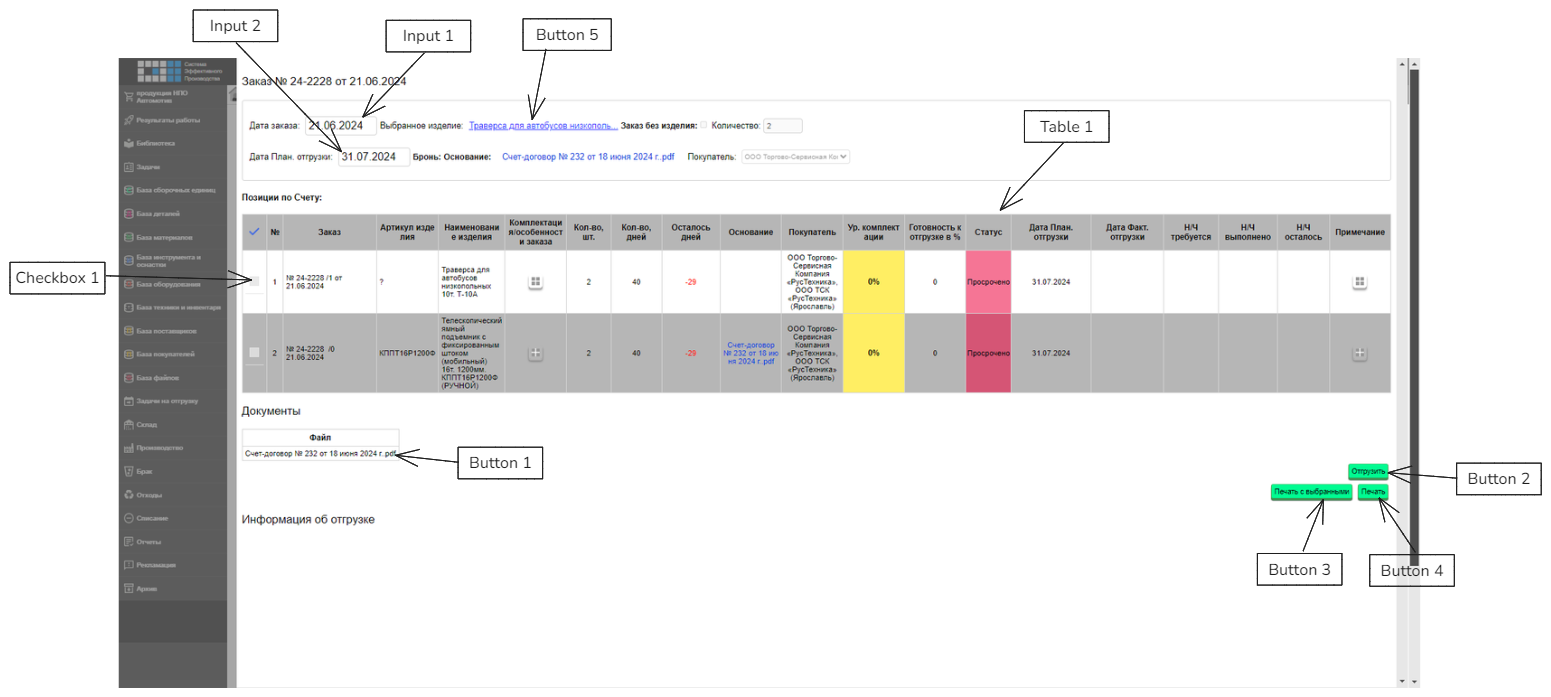 Input 2
Input 1
Button 5
Система
Эффективного
Производства
продукция НПО
Автомотив
Результаты работы
Библиотека
Задачи
База сборочных единиц
База деталей
База материалов
База инструмента и
оснастки
База оборудования
База техники и инвентаря
База поставщиков
База покупателей
База файлов
Задачи на отгрузку
Склад
Производство
Брак
Отходы
Списание
Отчеты
Рекламации
Архив
Заказ № 24-2228 от 21.06.2024
Дата заказа: 21.06.2024 Выбранное изделие: Траверса для автобусов низкополь... Заказ без изделия: Количество: 2
Table 1
Дата План. отгрузки: 31.07.2024 Бронь: Основание: Счет-договор № 232 от 18 июня 2024 г..pdf Покупатель: ООО Торгово-Сервисная Ком
Позиции по Счету:
№
Заказ
Артикул изде
лия
Наименовани
е изделия
Комплектаци
я/особенност
и заказа
Кол-во,
шт.
Кол-во,
дней
Осталось
дней
Основание
Покупатель
Ур. комплект
ации
Готовность к
отгрузке в %
Статус
Дата План.
отгрузки
Дата Факт.
отгрузки
Н/Ч
требуется
Н/Ч
выполнено
Н/Ч
осталось
Примечание
Checkbox 1
1
№ 24-2228 /1 от
21.06.2024
?
Траверса для
автобусов
низкопольных
10т. Т-10А
2
40
-29
ООО Торгово-
Сервисная
Компания
«РусТехника»,
ООО ТСК
«РусТехника»
(Ярославль)
0%
0
Просрочено
31.07.2024
2
№ 24-2228 /0
21.06.2024
КППТ16Р1200Ф
Телескопический
ямный
подъемник с
фиксированным
штоком
(мобильный)
16т. 1200мм.
КППТ16Р1200Ф
(РУЧНОЙ)
2
40
-29
Счет-договор
№ 232 от 18 ию
ня 2024 г..pdf
ООО Торгово-
Сервисная
Компания
«РусТехника»,
ООО ТСК
«РусТехника»
(Ярославль)
0%
0
Просрочено
31.07.2024
Документы
Файл
Счет-договор № 232 от 18 июня 2024 г..pdf
Button 1
Отгрузить
Button 2
Печать с выбранными
Печать
Информация об отгрузке
Button 3
Button 4